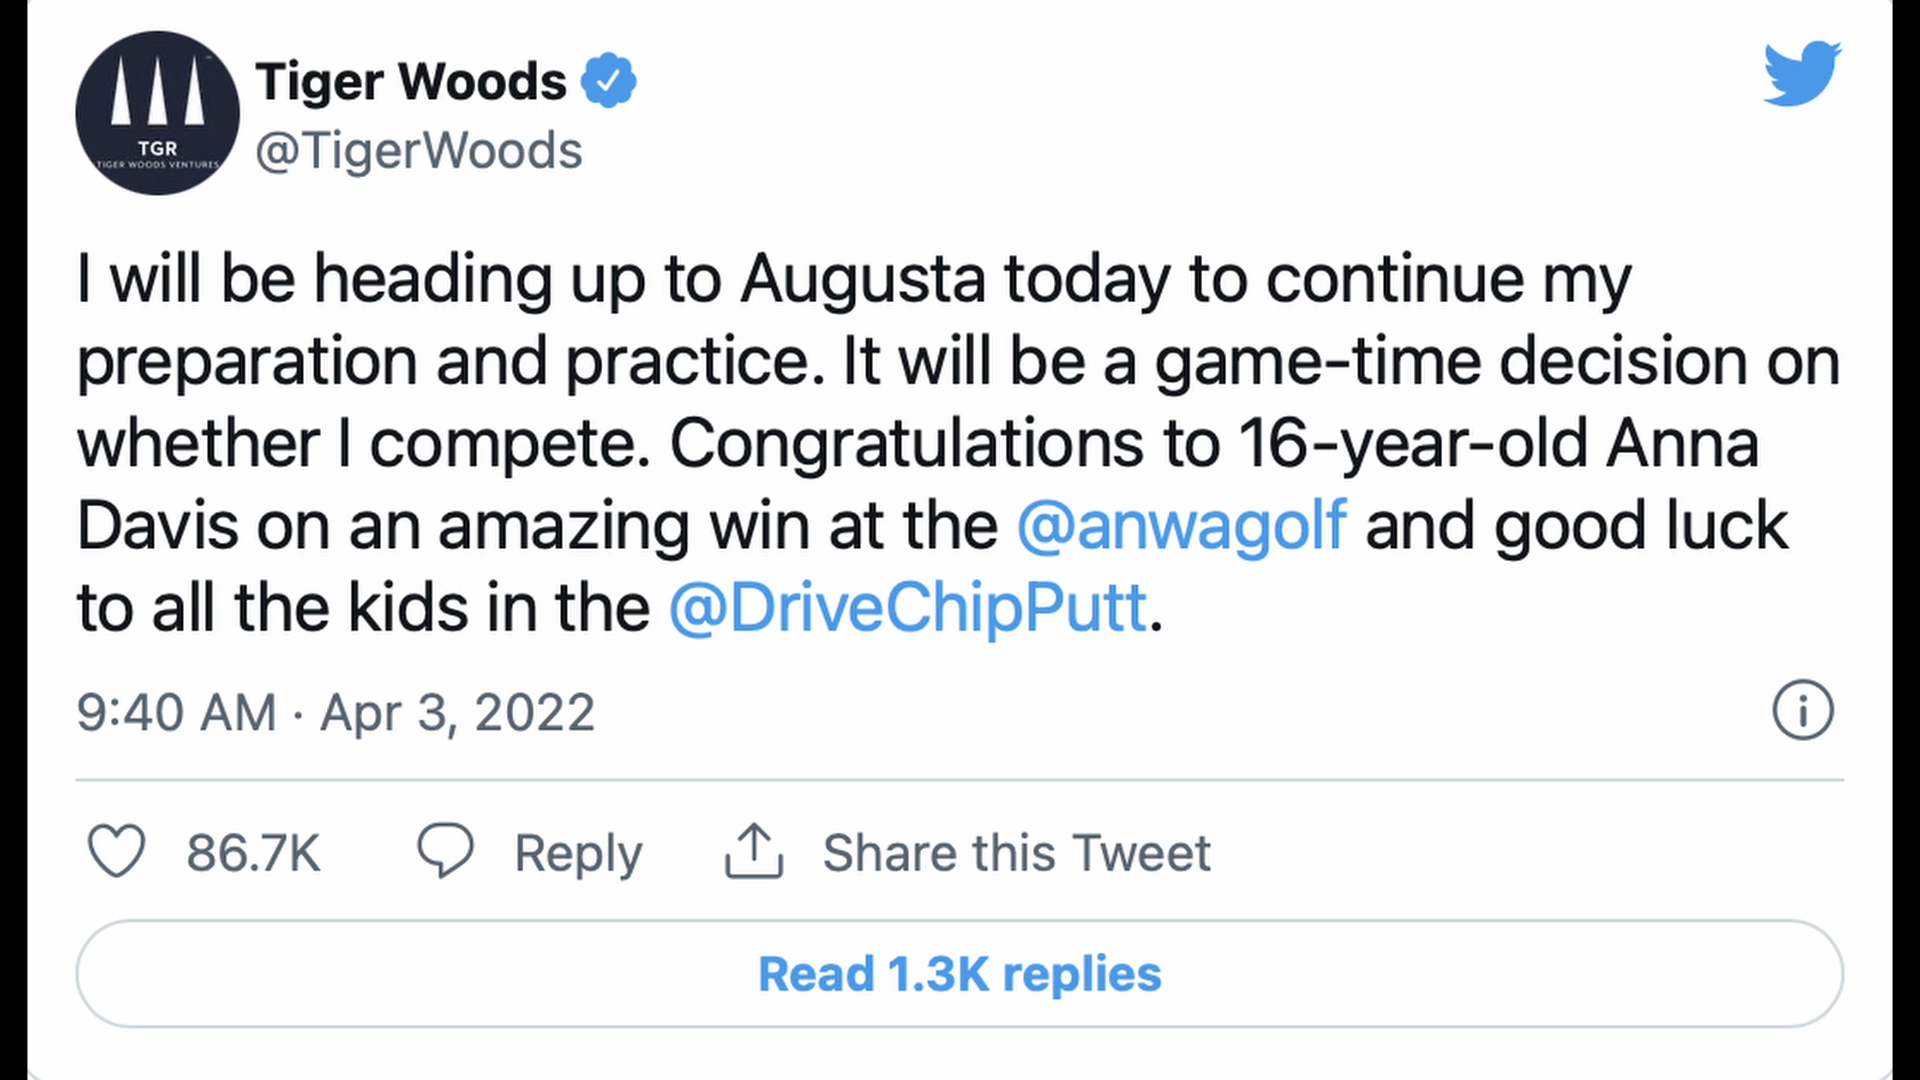 Tiger Woods
@TigerWoods
TGR
TIGER WOODS VENTURES
I will be heading up to Augusta today to continue my
preparation and practice. It will be a game-time decision on
whether I compete. Congratulations to 16-year-old Anna
Davis on an amazing win at the @anwagolf and good luck
to all the kids in the @DriveChipPutt.
9:40 AM · Apr 3, 2022
86.7K Reply Share this Tweet
Read 1.3K replies